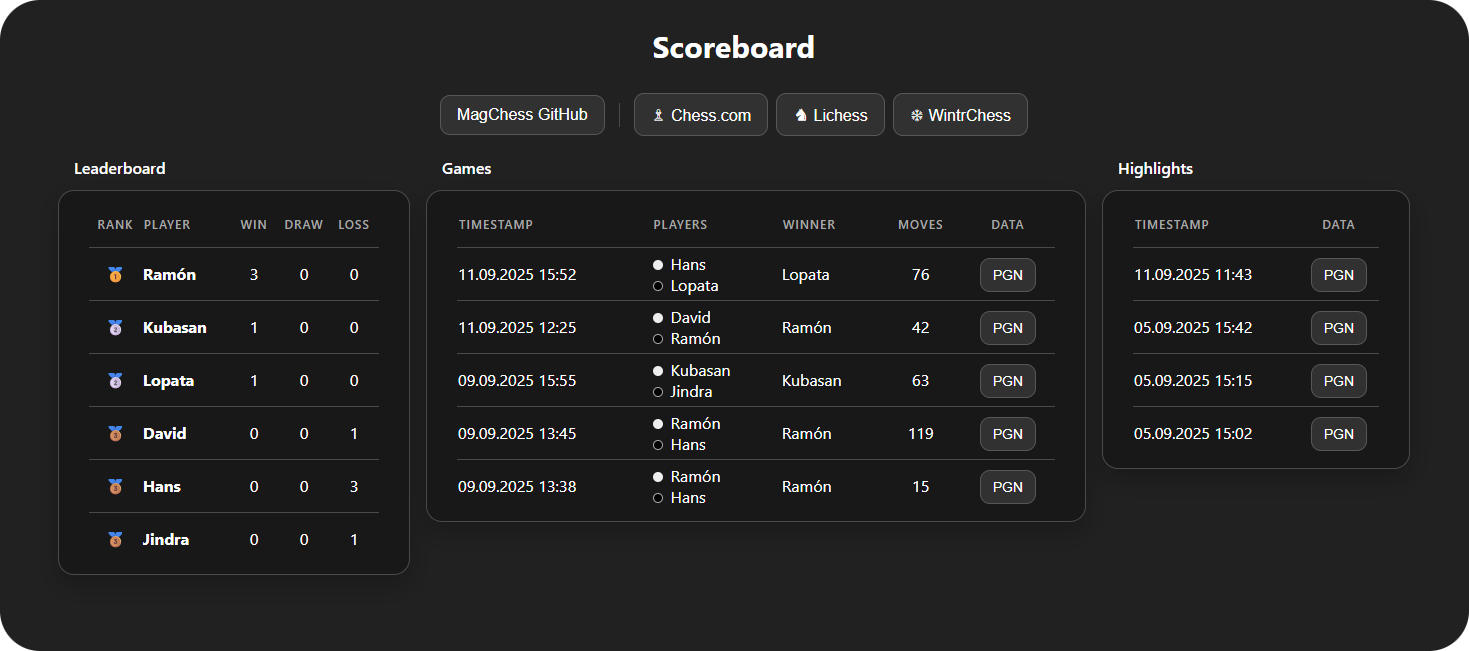 Scoreboard
MagChess GitHub
♗ Chess.com
♞ Lichess
❄ WintrChess
Leaderboard
RANK PLAYER WIN DRAW LOSS
🥇 Ramón 3 0 0
🥈 Kubasan 1 0 0
🥈 Lopata 1 0 0
🥉 David 0 0 1
🥉 Hans 0 0 3
🥉 Jindra 0 0 1
Games
TIMESTAMP PLAYERS WINNER MOVES DATA
11.09.2025 15:52 Hans Lopata 76 PGN
Lopata
11.09.2025 12:25 David Ramón 42 PGN
Ramón
09.09.2025 15:55 Kubasan Kubasan 63 PGN
Jindra
09.09.2025 13:45 Ramón Ramón 119 PGN
Hans
09.09.2025 13:38 Ramón Ramón 15 PGN
Hans
Highlights
TIMESTAMP DATA
11.09.2025 11:43 PGN
05.09.2025 15:42 PGN
05.09.2025 15:15 PGN
05.09.2025 15:02 PGN